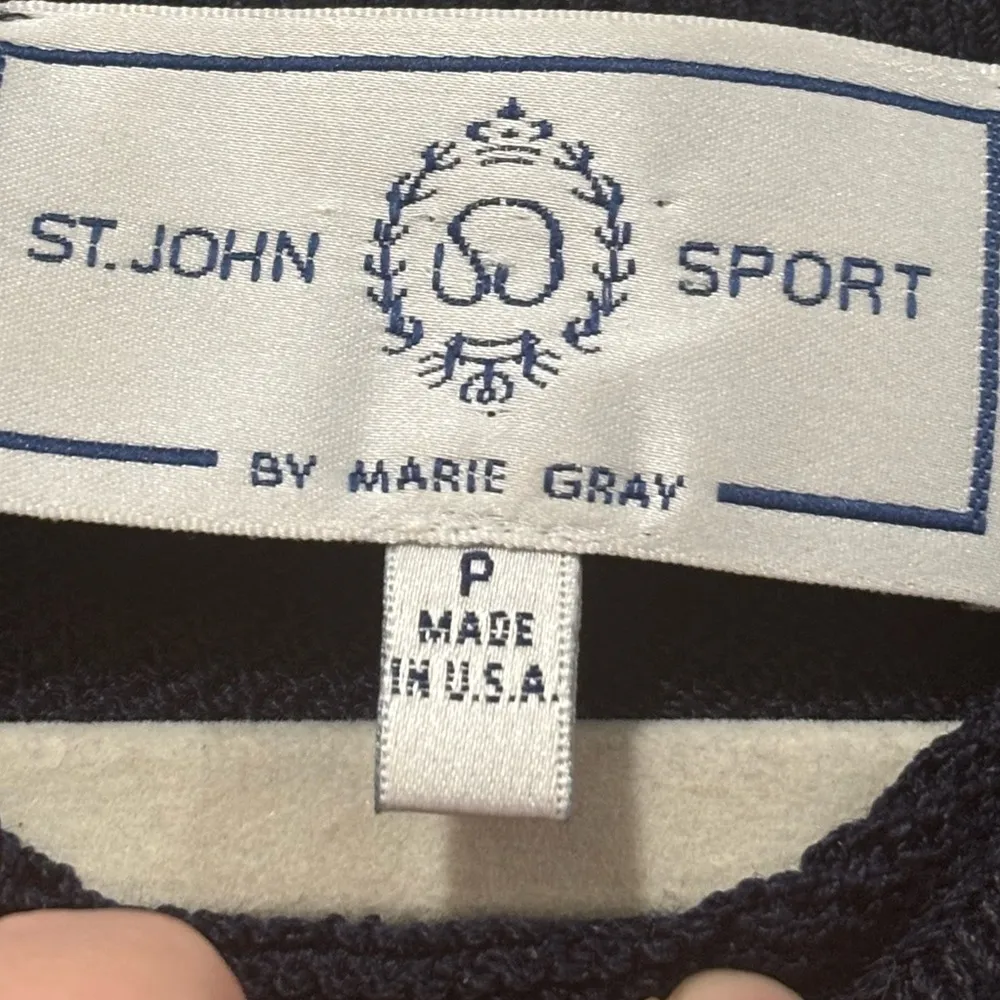 ST. JOHN SPORT
BY MARIE GRAY
P
MADE
IN U.S.A.